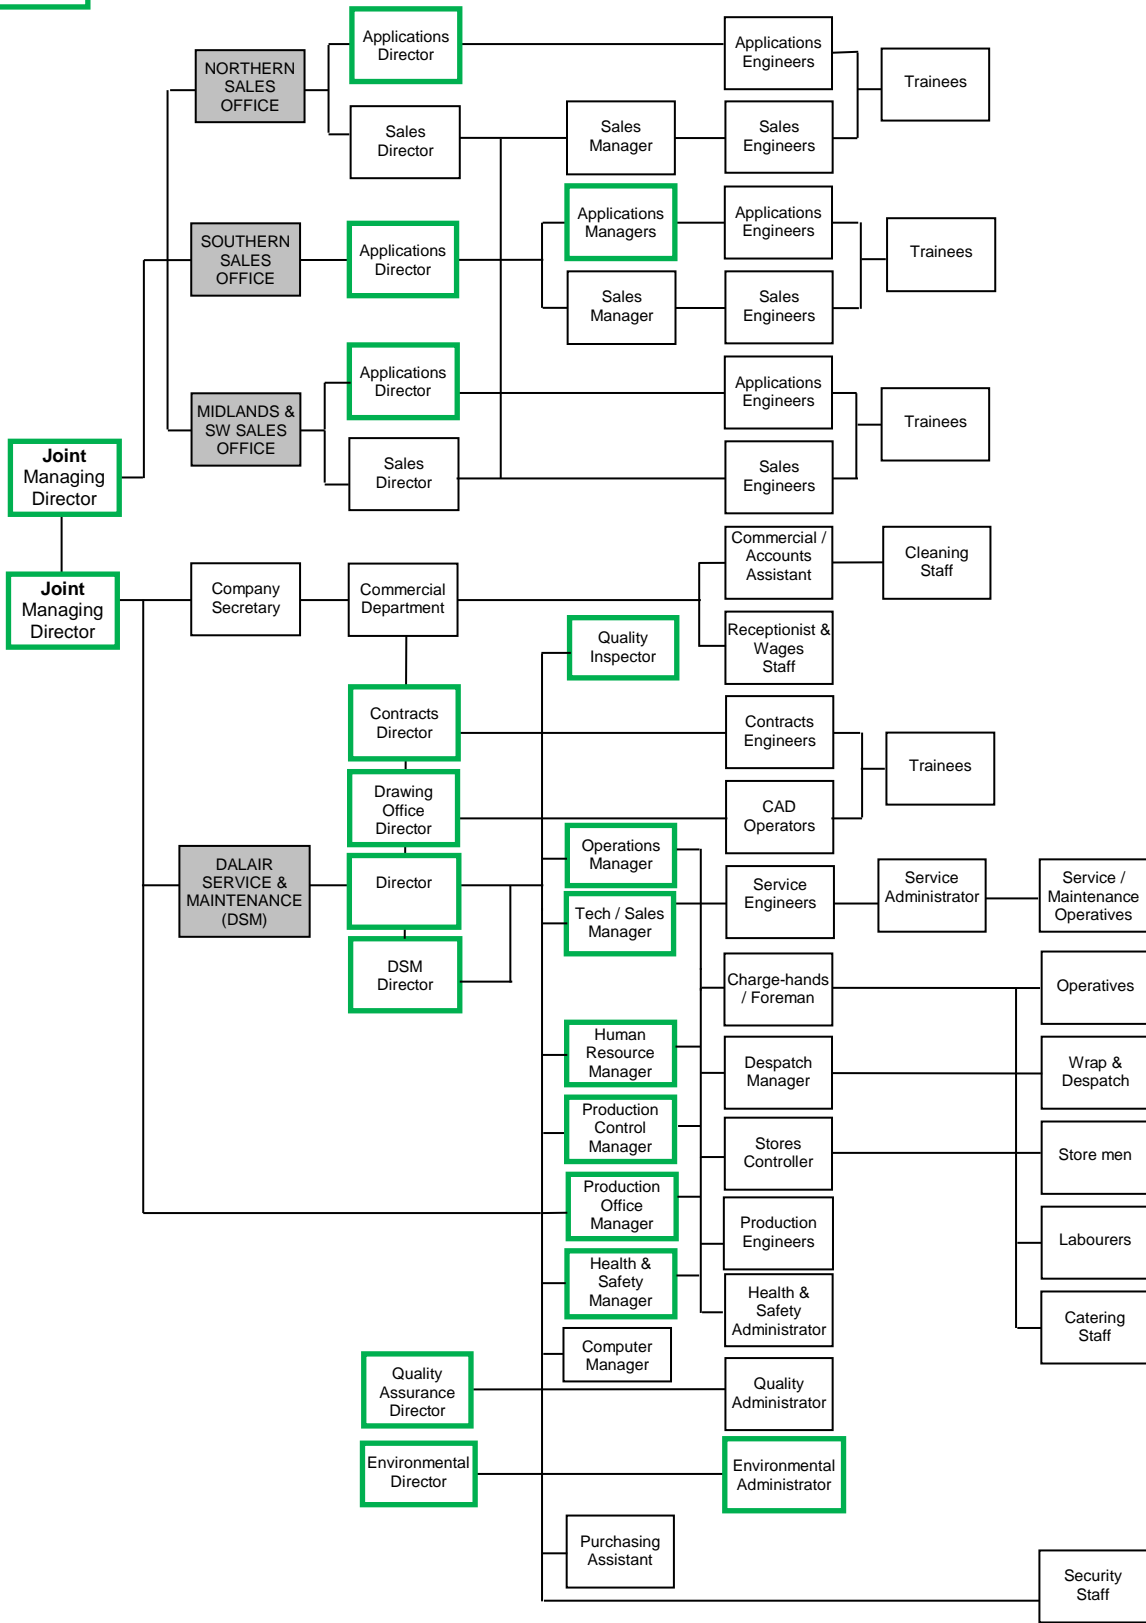 Applications
Director
Applications
Engineers
NORTHERN
SALES
OFFICE
Trainees
Sales
Director
Sales
Manager
Sales
Engineers
Applications
Managers
Applications
Engineers
SOUTHERN
SALES
OFFICE
Applications
Director
Trainees
Sales
Manager
Sales
Engineers
Applications
Director
Applications
Engineers
MIDLANDS &
SW SALES
OFFICE
Trainees
Joint
Managing
Director
Sales
Director
Sales
Engineers
Commercial /
Accounts
Assistant
Cleaning
Staff
Joint
Managing
Director
Company
Secretary
Commercial
Department
Quality
Inspector
Receptionist &
Wages
Staff
Contracts
Director
Contracts
Engineers
Trainees
Drawing
Office
Director
CAD
Operators
Operations
Manager
DALAIR
SERVICE &
MAINTENANCE
(DSM)
Director
Service
Engineers
Service
Administrator
Service /
Maintenance
Operatives
Tech / Sales
Manager
DSM
Director
Charge-hands
/ Foreman
Operatives
Human
Resource
Manager
Despatch
Manager
Wrap &
Despatch
Production
Control
Manager
Stores
Controller
Store men
Production
Office
Manager
Production
Engineers
Labourers
Health &
Safety
Manager
Health &
Safety
Administrator
Catering
Staff
Computer
Manager
Quality
Assurance
Director
Quality
Administrator
Environmental
Director
Environmental
Administrator
Purchasing
Assistant
Security
Staff